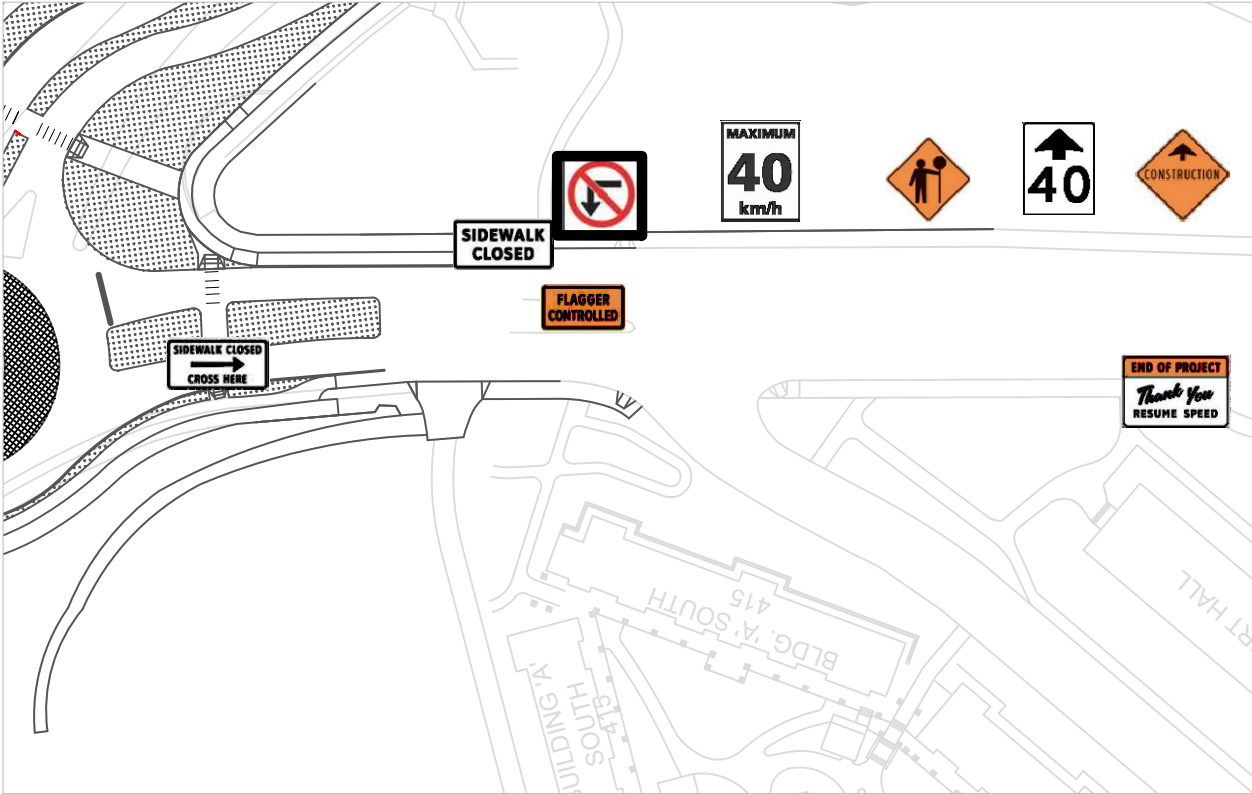 MAXIMUM
40
km/h
40
CONSTRUCTION
SIDEWALK
CLOSED
FLAGGER
CONTROLLED
SIDEWALK CLOSED
CROSS HERE
END OF PROJECT
Thank You
RESUME SPEED
BLDG. 'A' SOUTH
415
HALL
SOUTH
415